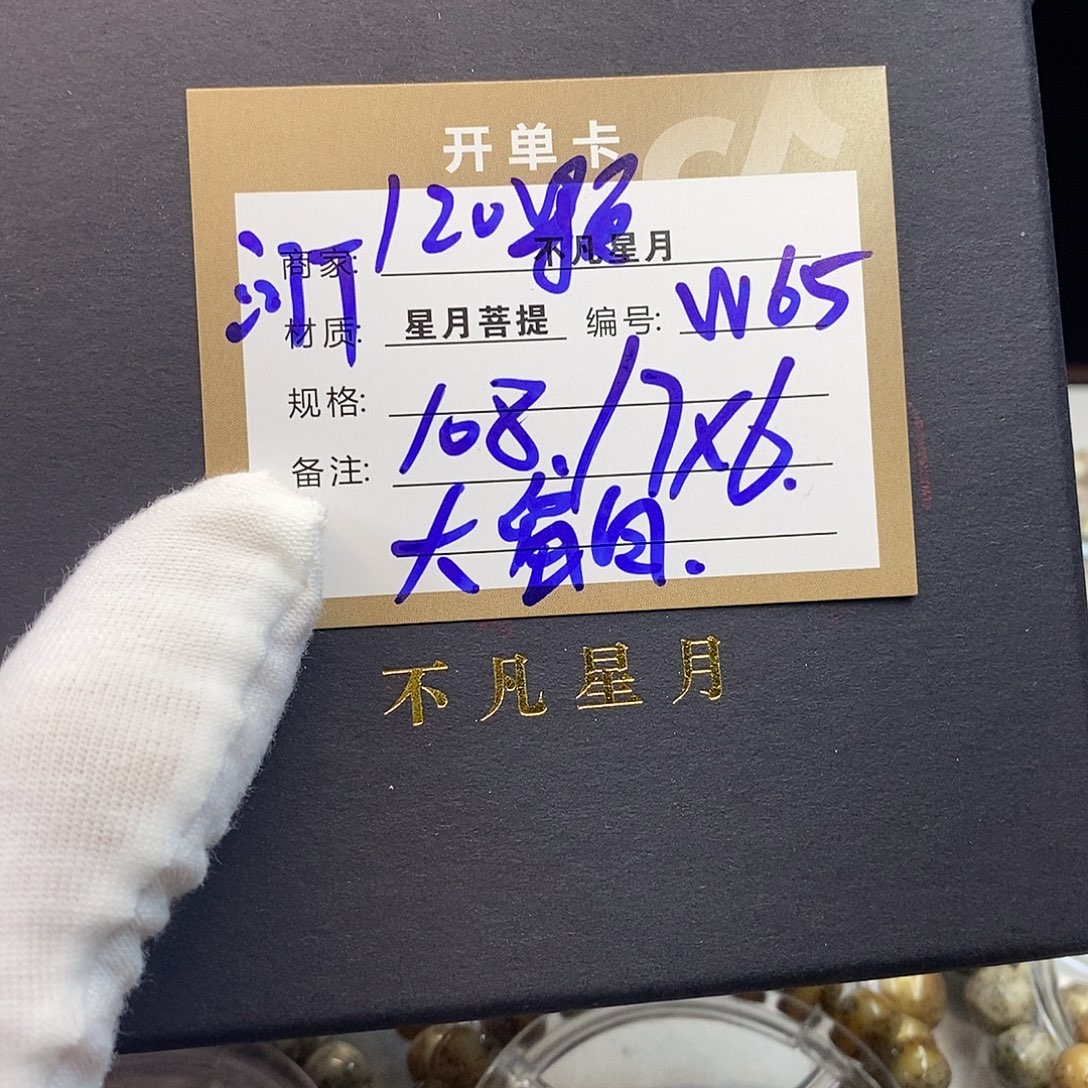 开单卡
120颗
商家: 不凡星月
材质: 星月菩提 编号: W65
规格: 108. 17x6.
备注: 大蜜白.
不凡星月